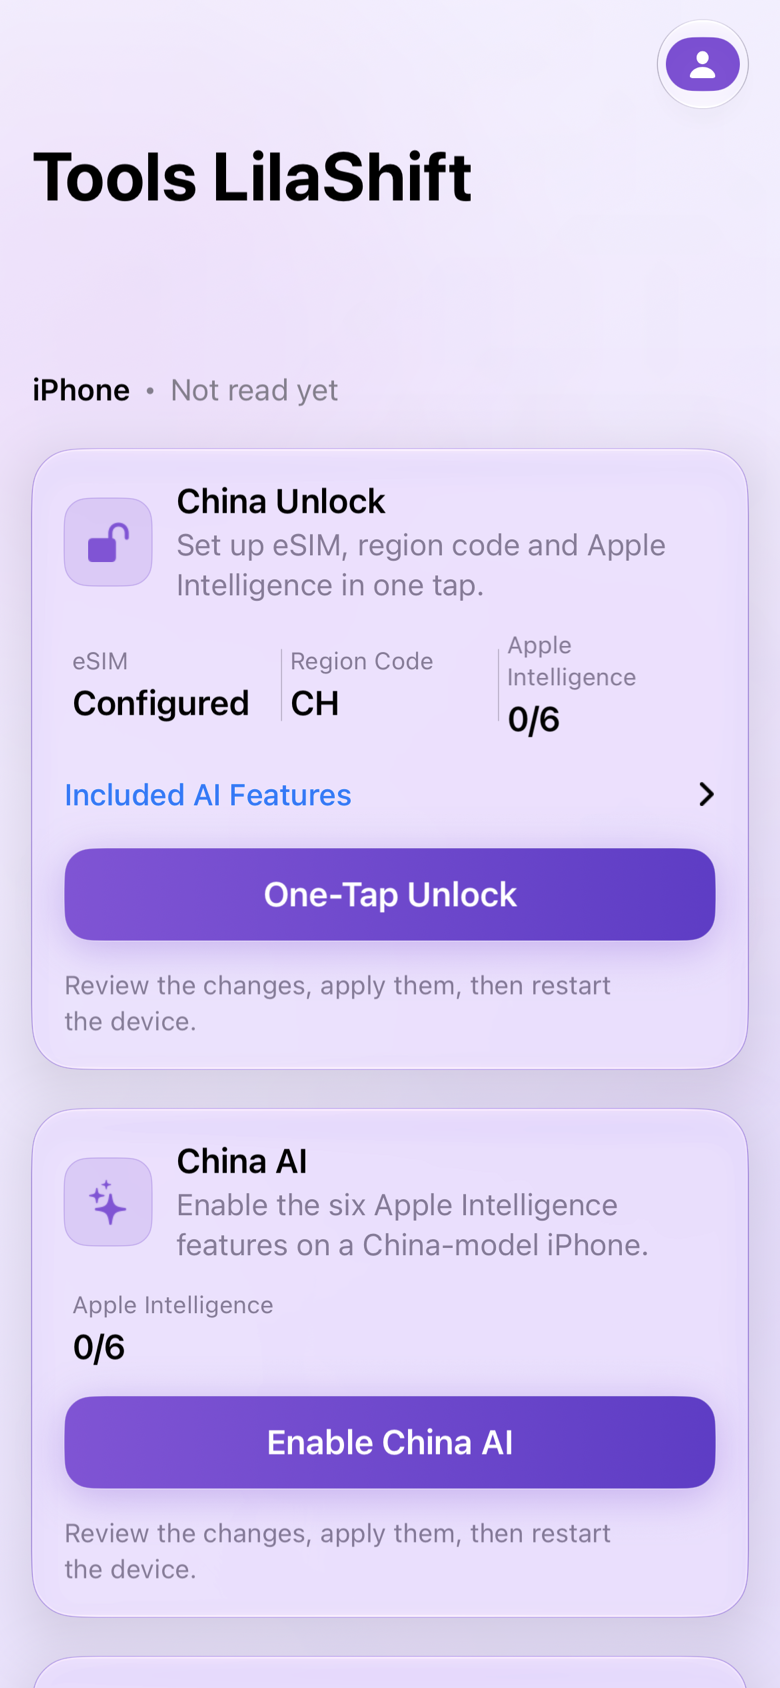 Tools LilaShift
iPhone • Not read yet
China Unlock
Set up eSIM, region code and Apple
Intelligence in one tap.
eSIM
Configured
Region Code
CH
Apple
Intelligence
0/6
Included AI Features
One-Tap Unlock
Review the changes, apply them, then restart
the device.
China AI
Enable the six Apple Intelligence
features on a China-model iPhone.
Apple Intelligence
0/6
Enable China AI
Review the changes, apply them, then restart
the device.